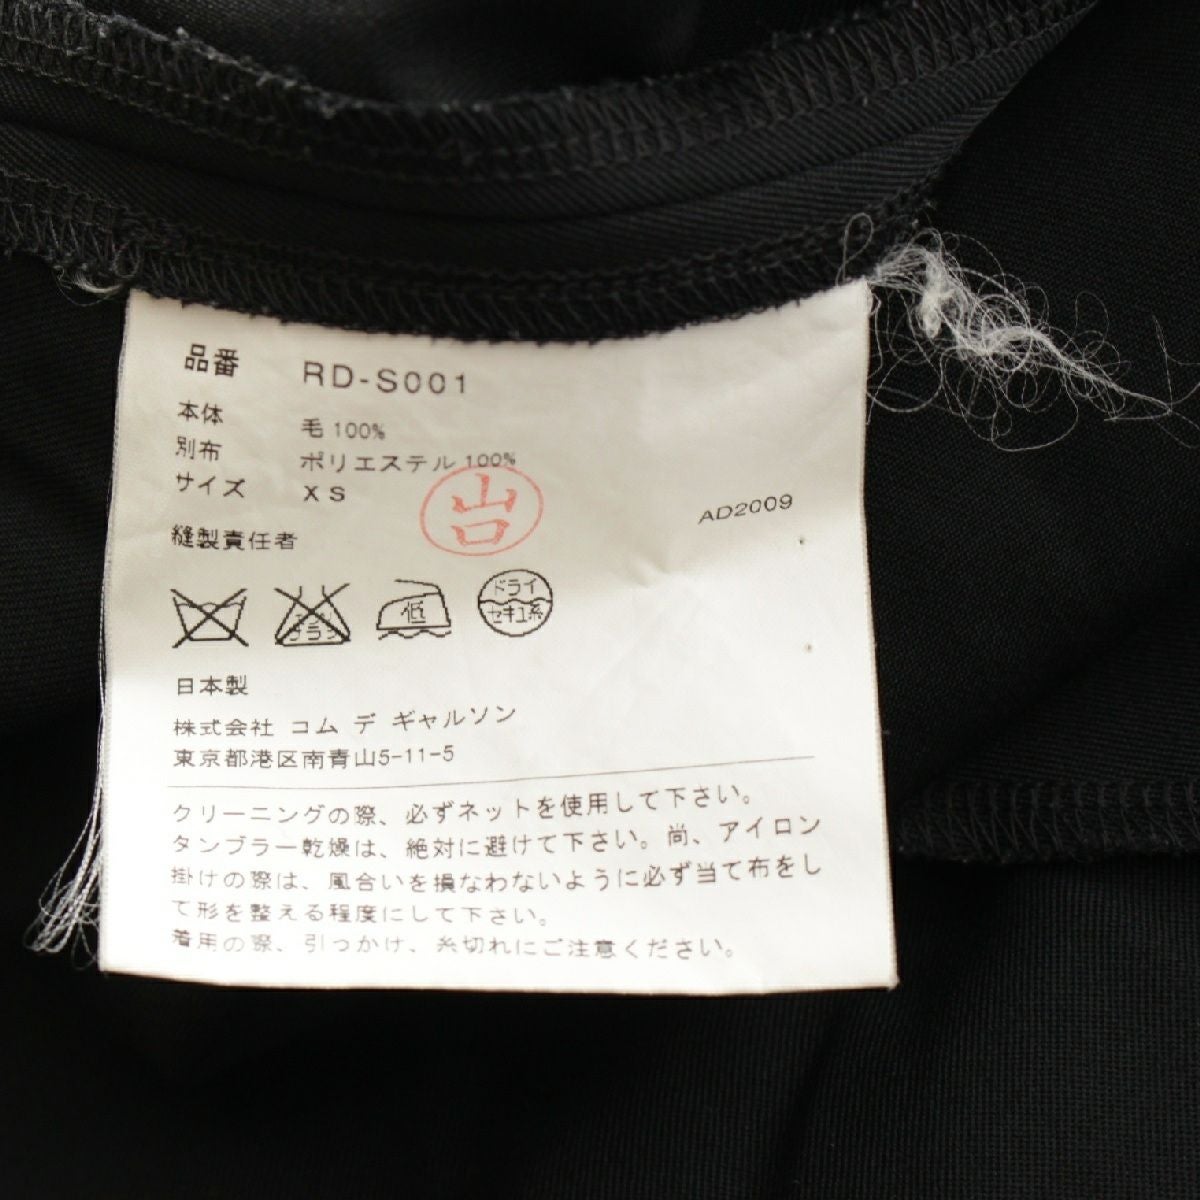 品番 RD-S001
本体 毛 100%
別布 ポリエステル 100%
サイズ XS
山口
AD2009
縫製責任者
低
ドライ
セキユ系
日本製
株式会社 コム デ ギャルソン
東京都港区南青山5-11-5
クリーニングの際、必ずネットを使用して下さい。
タンブラー乾燥は、絶対に避けて下さい。尚、アイロン
掛けの際は、風合いを損なわないように必ず当て布をし
て形を整える程度にして下さい。
着用の際、引っかけ、糸切れにご注意ください。